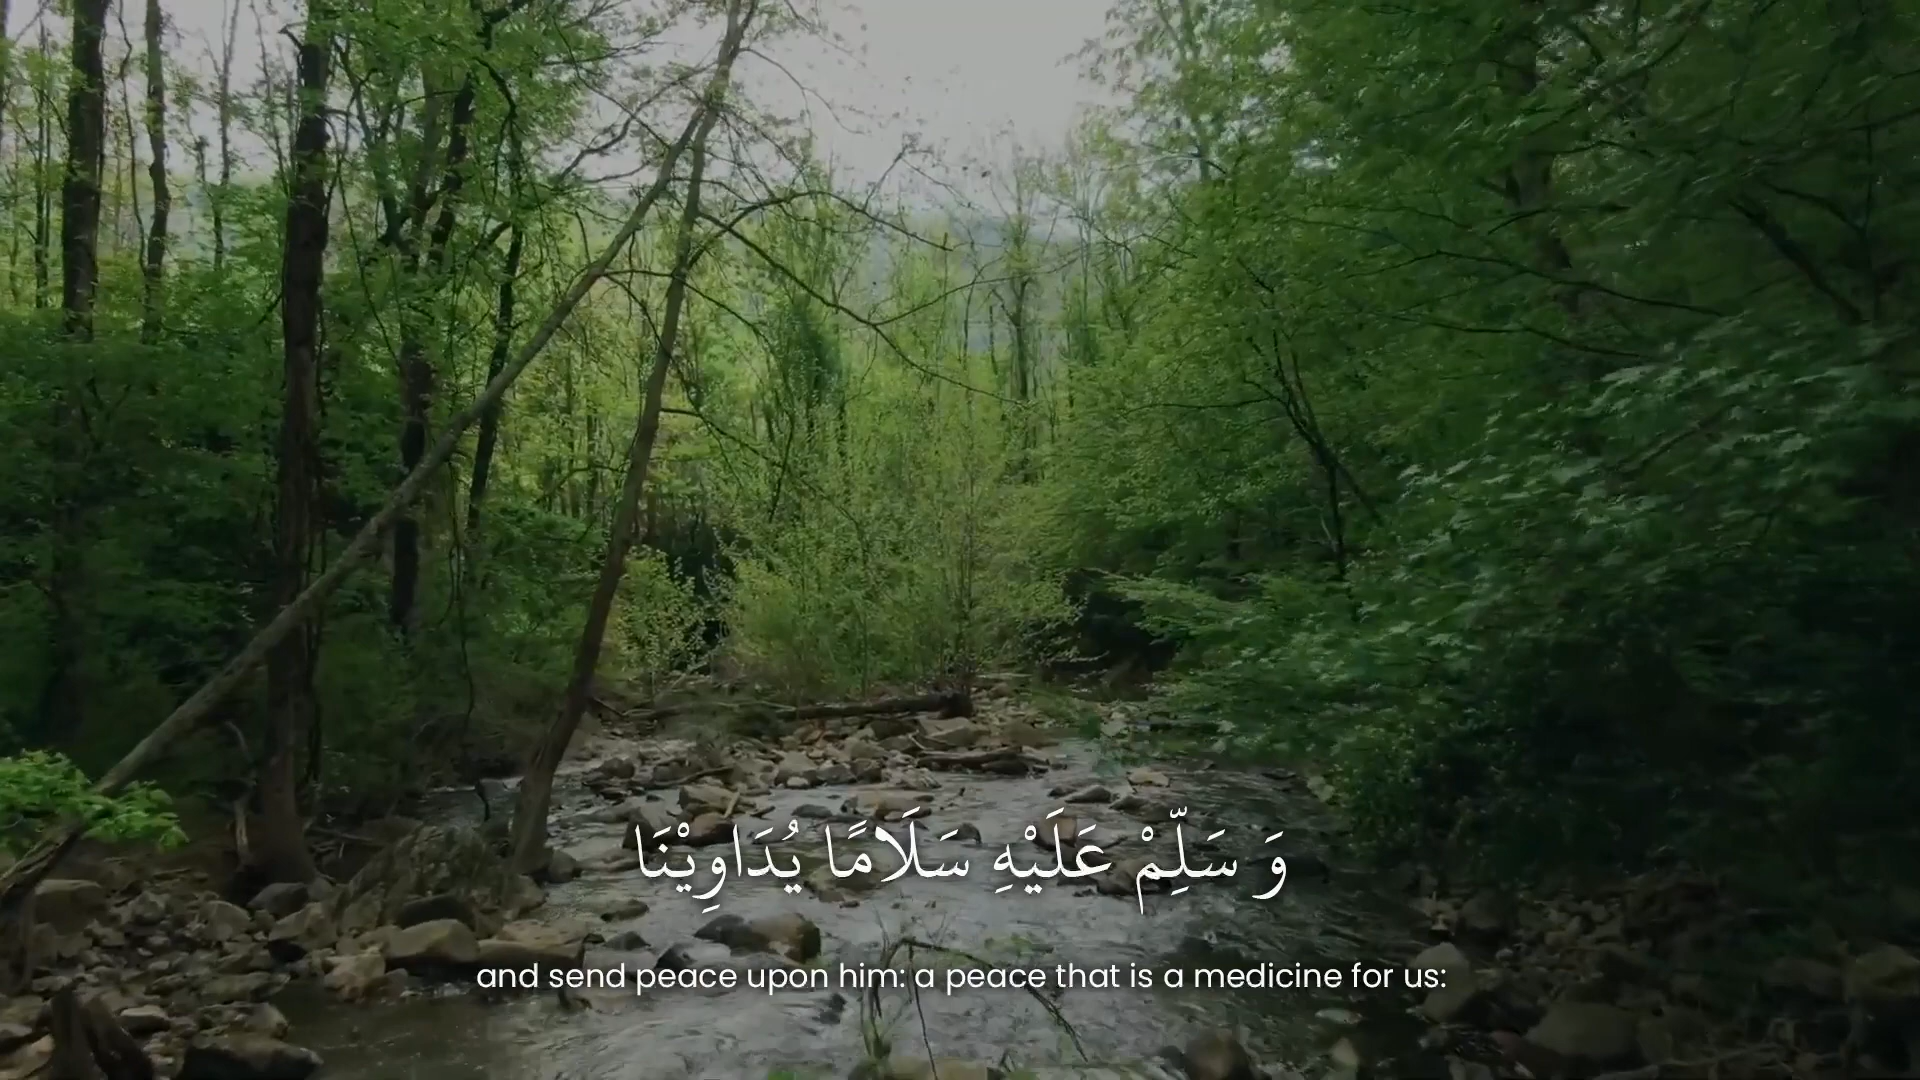 وَ سَلِّمْ عَلَيْهِ سَلَامًا يُدَاوِيْنَا
and send peace upon him: a peace that is a medicine for us: